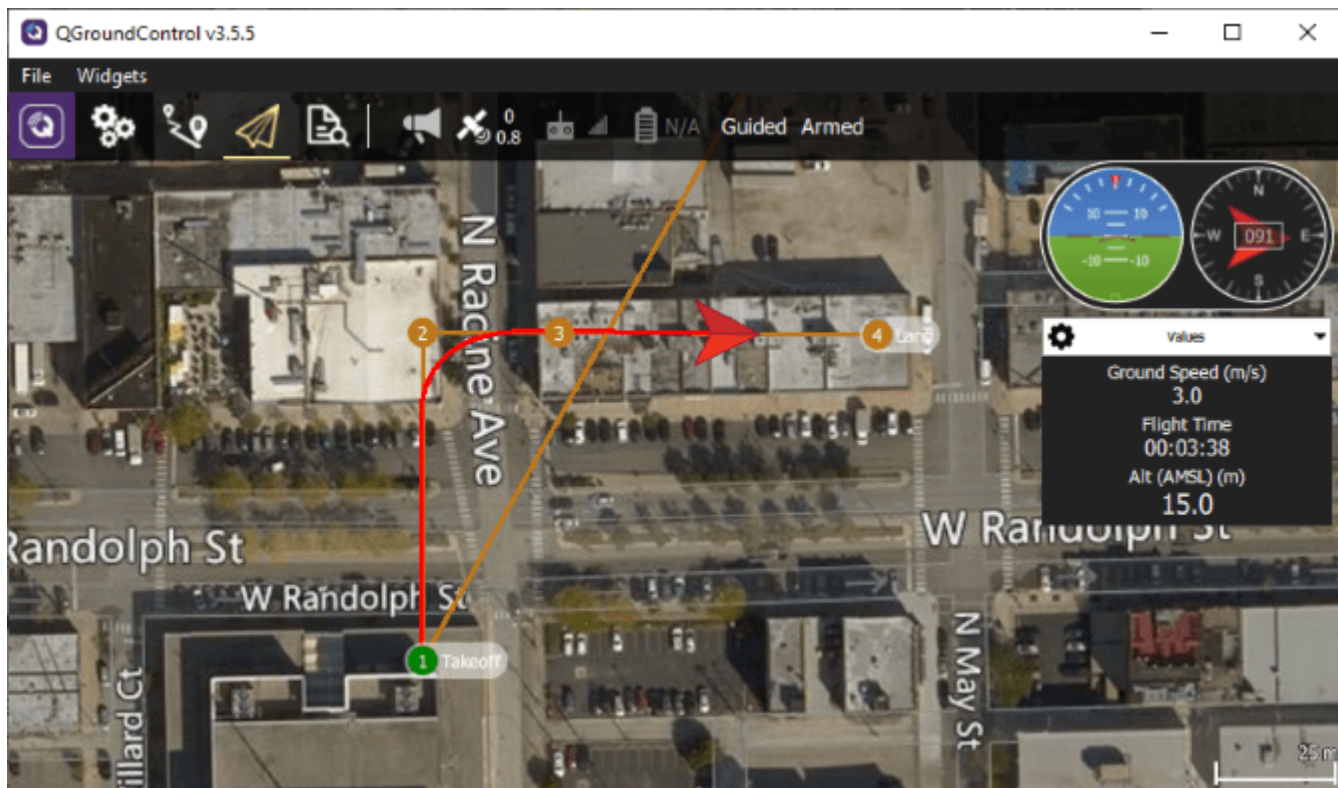 QGroundControl v3.5.5
File Widgets
0
0.8
N/A Guided Armed
N
W 091 E
S
10 10
-10 -10
Values
Ground Speed (m/s)
3.0
Flight Time
00:03:38
Alt (AMSL) (m)
15.0
N Racine Ave
2
3
4 Land
Randolph St
W Randolph St
W Randolph St
1 Takeoff
illard Ct
N May St
25 m